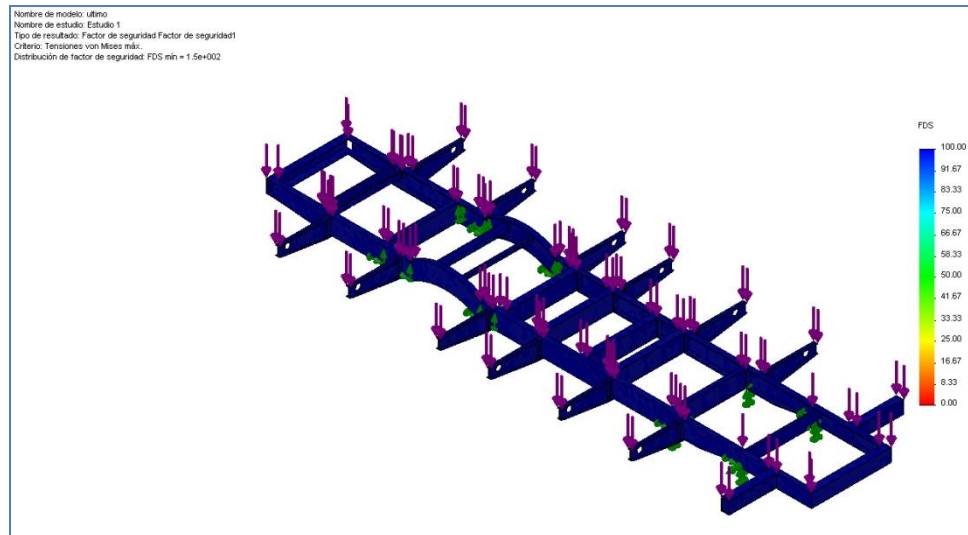 Nombre de modelo: ultimo
Nombre de estudio: Estudio 1
Tipo de resultado: Factor de seguridad Factor de seguridad1
Criterio: Tensiones von Mises máx.
Distribución de factor de seguridad: FDS mín = 1.5e+002
FDS
100.00
91.67
83.33
75.00
66.67
58.33
50.00
41.67
33.33
25.00
16.67
8.33
0.00